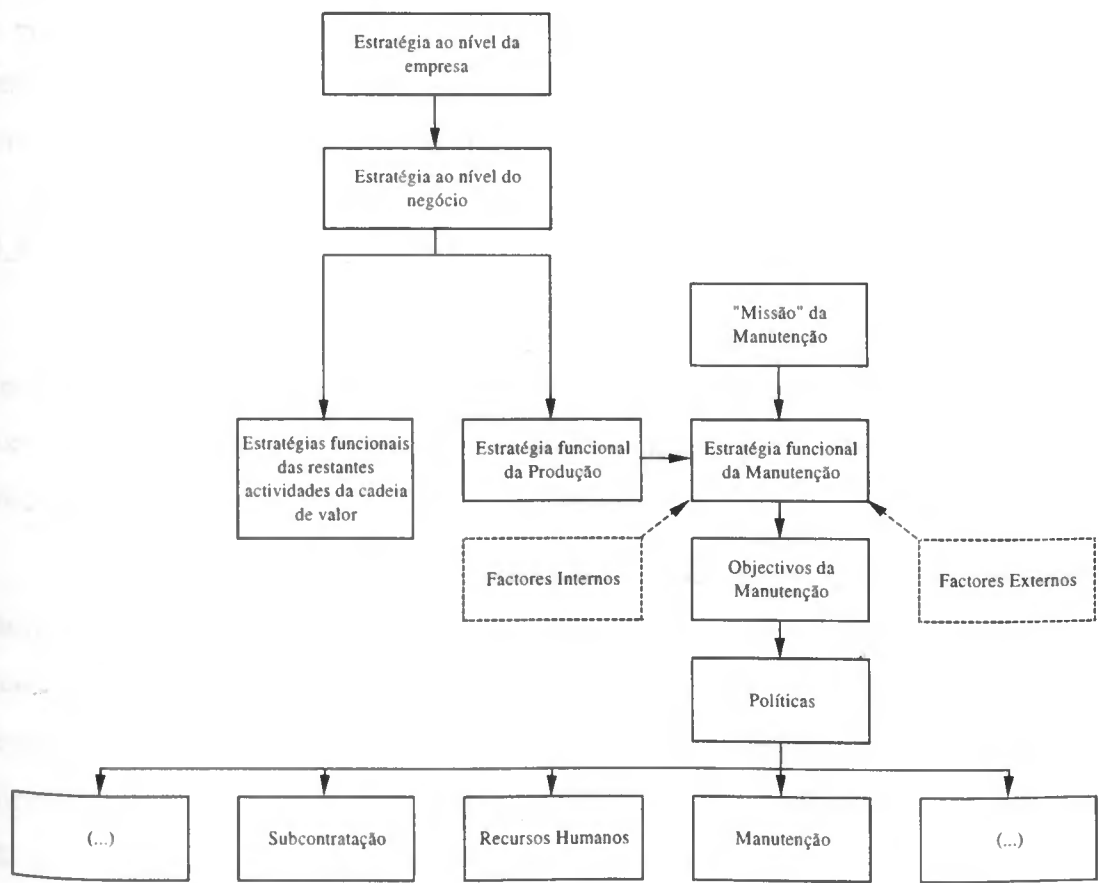 Estratégia ao nível da
empresa
Estratégia ao nível do
negócio
"Missão" da
Manutenção
Estratégias funcionais
das restantes
actividades da cadeia
de valor
Estratégia funcional
da Produção
Estratégia funcional
da Manutenção
Factores Internos
Objectivos da
Manutenção
Factores Externos
Políticas
(...)
Subcontratação
Recursos Humanos
Manutenção
(...)